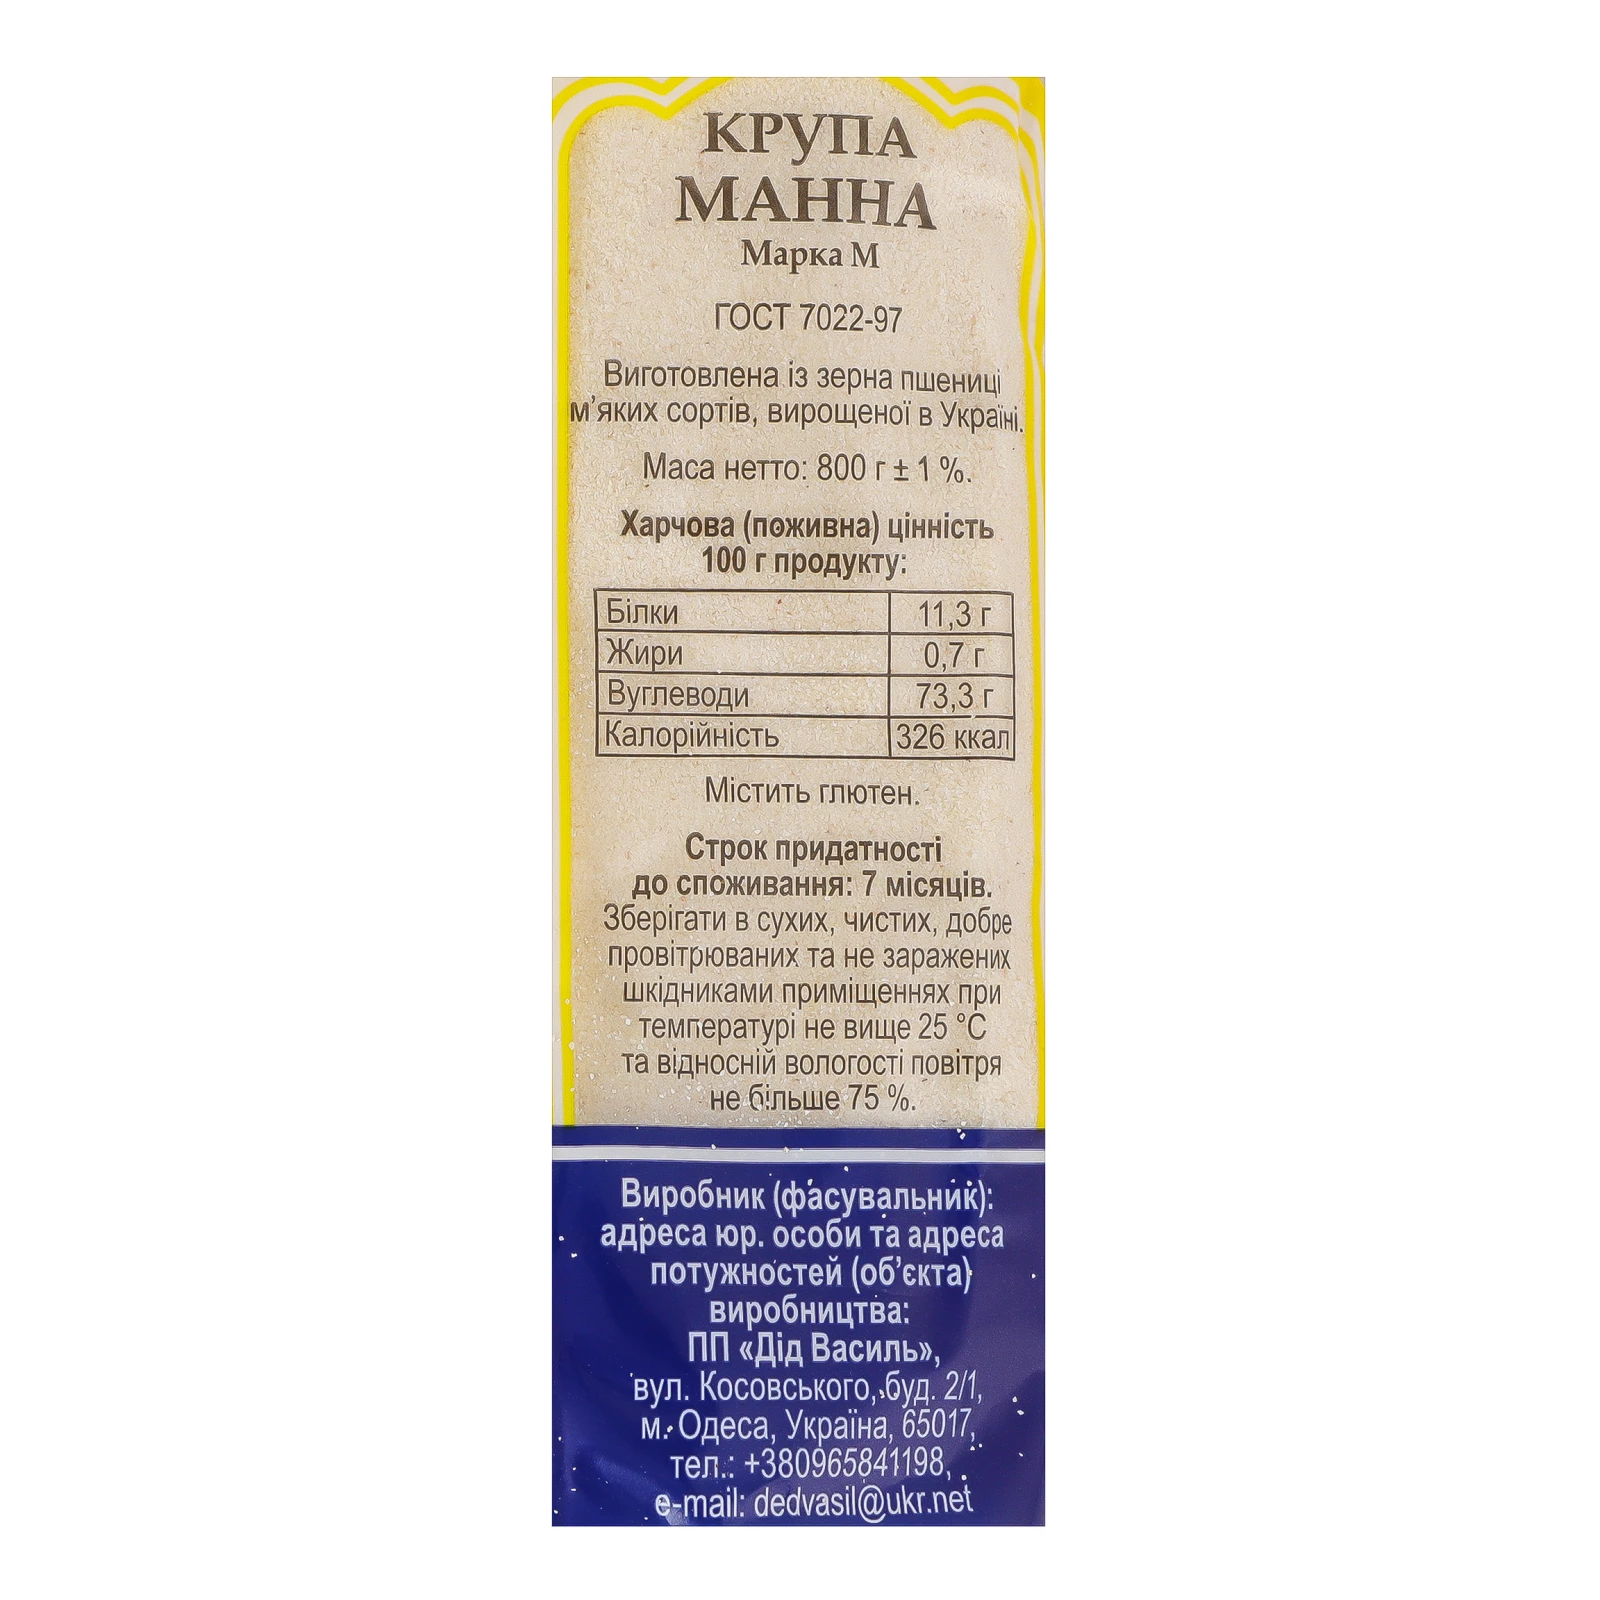 КРУПА
МАННА
Марка М
ГОСТ 7022-97
Виготовлена із зерна пшениці
м’яких сортів, вирощеної в Україні.
Маса нетто: 800 г ± 1 %.
Харчова (поживна) цінність
100 г продукту:
Білки 11,3 г
Жири 0,7 г
Вуглеводи 73,3 г
Калорійність 326 ккал
Містить глютен.
Строк придатності
до споживання: 7 місяців.
Зберігати в сухих, чистих, добре
провітрюваних та не заражених
шкідниками приміщеннях при
температурі не вище 25 °С
та відносній вологості повітря
не більше 75 %.
Виробник (фасувальник):
адреса юр. особи та адреса
потужностей (об’єкта)
виробництва:
ПП «Дід Василь»,
вул. Косовського, буд. 2/1,
м. Одеса, Україна, 65017,
тел.: +380965841198,
e-mail: dedvasil@ukr.net